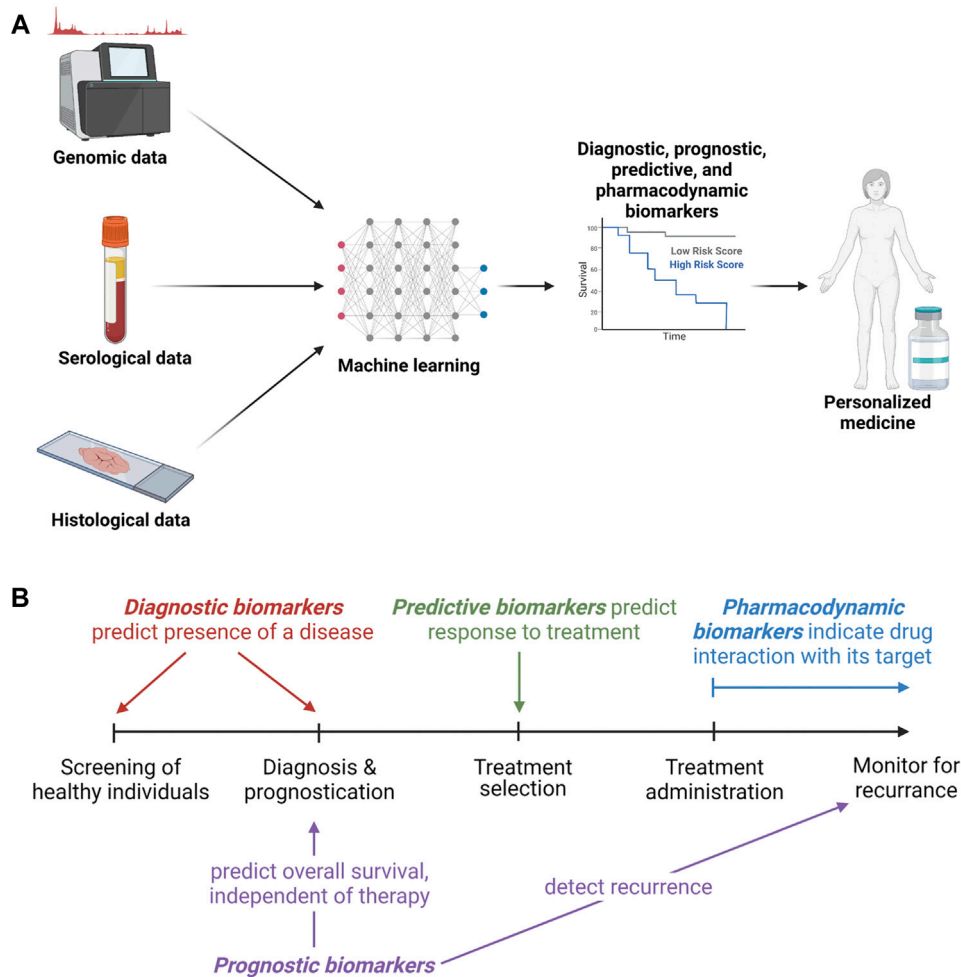 A
Genomic data
Serological data
Histological data
Machine learning
Diagnostic, prognostic,
predictive, and
pharmacodynamic
biomarkers
100
80
60
40
20
0
Survival
Time
Low Risk Score
High Risk Score
Personalized
medicine
B
Diagnostic biomarkers
predict presence of a disease
Predictive biomarkers predict
response to treatment
Pharmacodynamic
biomarkers indicate drug
interaction with its target
Screening of
healthy individuals
Diagnosis &
prognostication
Treatment
selection
Treatment
administration
Monitor for
recurrance
predict overall survival,
independent of therapy
detect recurrence
Prognostic biomarkers